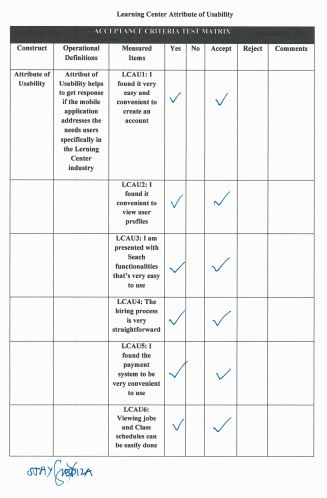 Learning Center Attribute of Usability
ACCEPTANCE CRITERIA TEST MATRIX
Construct
Operational
Definitions
Measured
Items
Yes
No
Accept
Reject
Comments
Attribute of
Usability
Attribut of
Usability helps
to get response
if the mobile
application
addresses the
needs users
specifically in
the Lerning
Center
industry
LCAU1: I
found it very
easy and
convenient to
create an
account
✓
✓
LCAU2: I
found it
convenient to
view user
profiles
✓
✓
LCAU3: I am
presented with
Seach
functionalities
that's very easy
to use
✓
✓
LCAU4: The
hiring process
is very
straightforward
✓
✓
LCAU5: I
found the
payment
system to be
very convenient
to use
✓
✓
LCAU6:
Viewing jobs
and Class
schedules can
be easily done
✓
✓